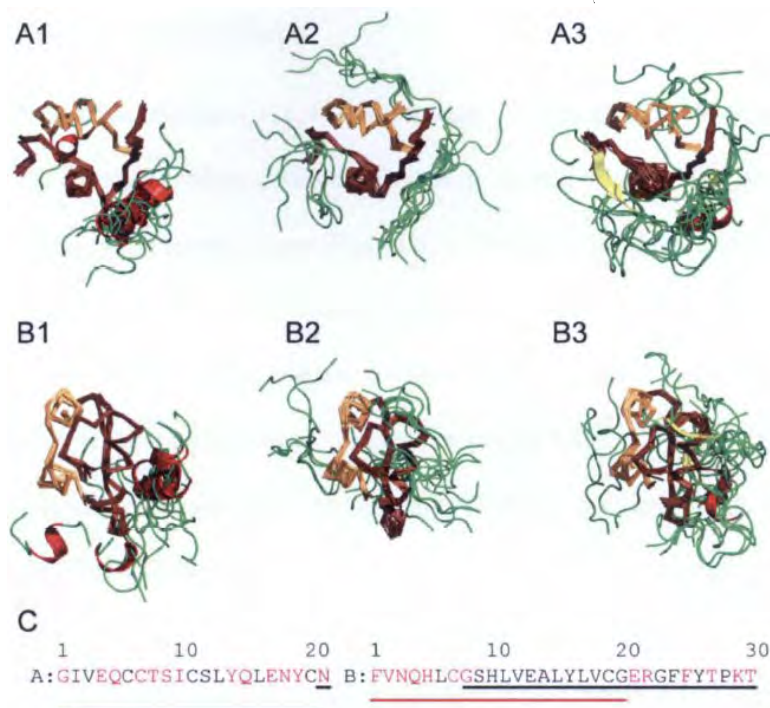 A1 A2 A3
B1 B2 B3
C
1 10 20 1 10 20 30
A:GIVEQCCTSICSLYQLENYCN B:FVNQHLCGSHLVEALYLVCGERGFFYTPKT